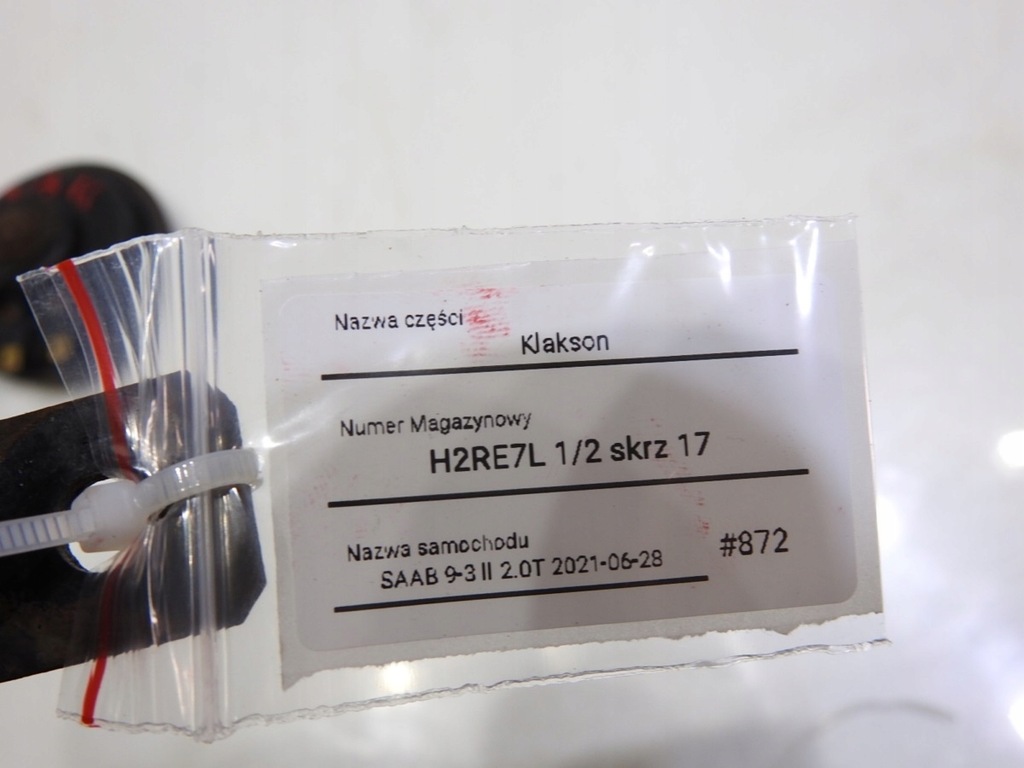 Nazwa części
Klakson
Numer Magazynowy
H2RE7L 1/2 skrz 17
Nazwa samochodu
#872
SAAB 9-3 II 2.0T 2021-06-28